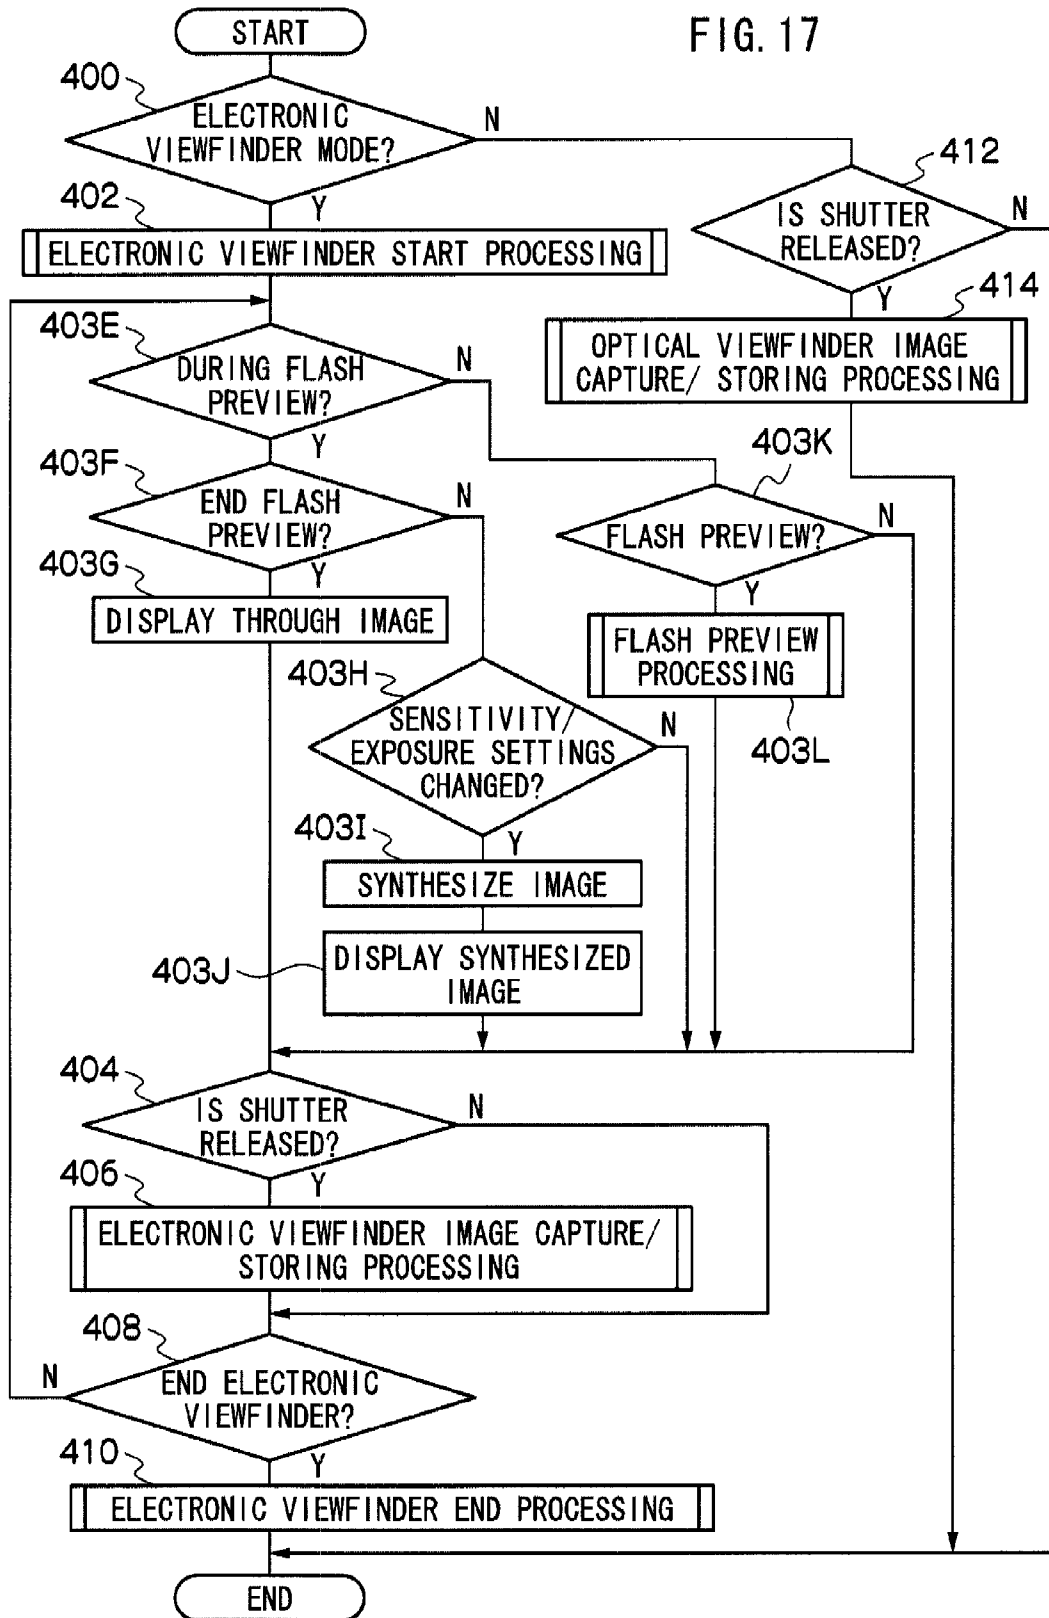 FIG. 17
START
400
ELECTRONIC
VIEWFINDER MODE?
N
Y
402
ELECTRONIC VIEWFINDER START PROCESSING
412
IS SHUTTER
RELEASED?
N
Y
414
OPTICAL VIEWFINDER IMAGE
CAPTURE/ STORING PROCESSING
403E
DURING FLASH
PREVIEW?
N
Y
403F
END FLASH
PREVIEW?
N
Y
403K
FLASH PREVIEW?
N
Y
403G
DISPLAY THROUGH IMAGE
FLASH PREVIEW
PROCESSING
403L
403H
SENSITIVITY/
EXPOSURE SETTINGS
CHANGED?
N
Y
403I
SYNTHESIZE IMAGE
403J
DISPLAY SYNTHESIZED
IMAGE
404
IS SHUTTER
RELEASED?
N
Y
406
ELECTRONIC VIEWFINDER IMAGE CAPTURE/
STORING PROCESSING
408
END ELECTRONIC
VIEWFINDER?
N
Y
410
ELECTRONIC VIEWFINDER END PROCESSING
END